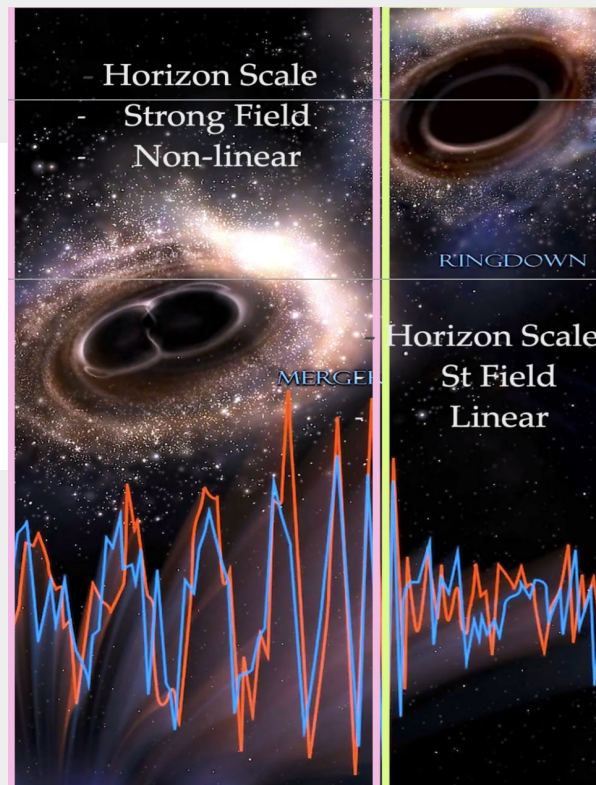 - Horizon Scale
- Strong Field
- Non-linear
MERGER
RINGDOWN
- Horizon Scale
St Field
Linear